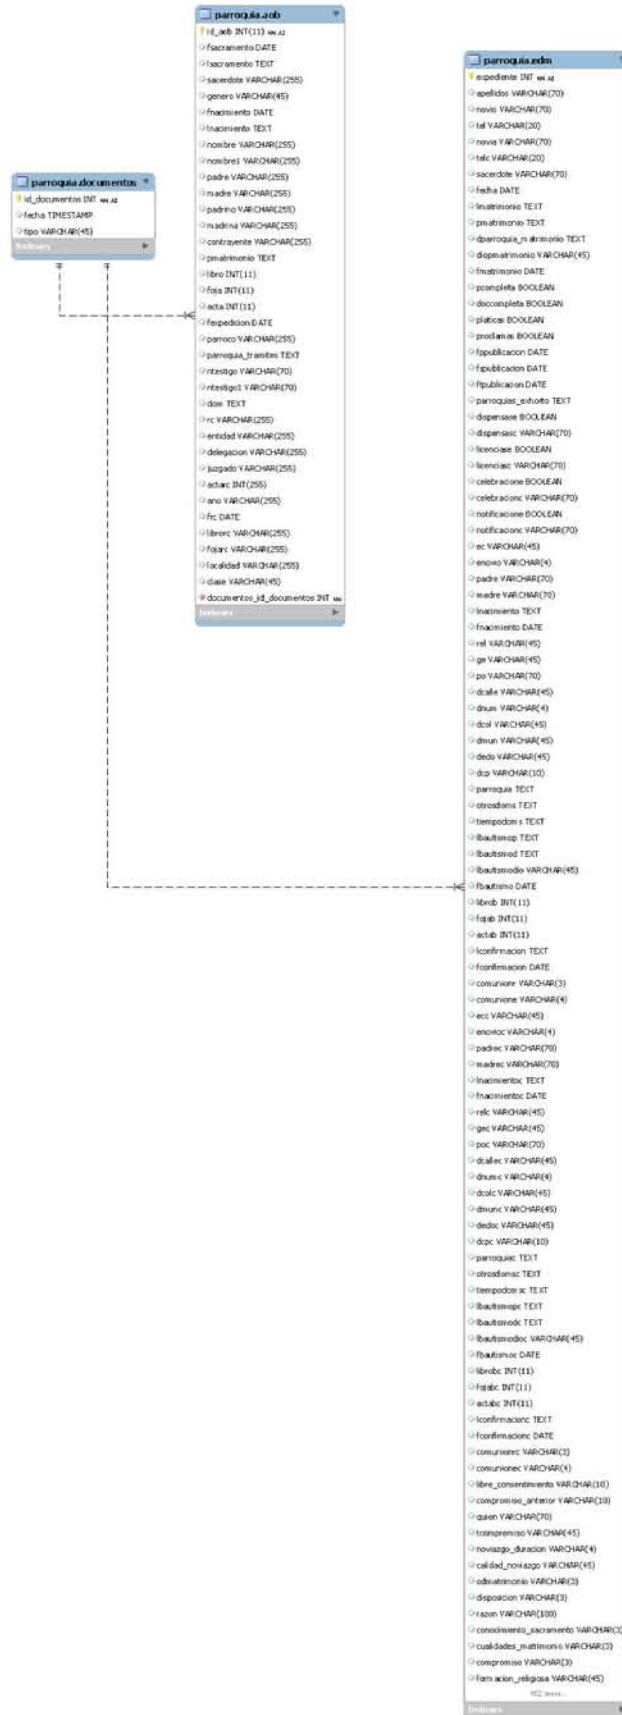 parroquia.documentos
id_documentos INT NN AI
fecha TIMESTAMP
tipo VARCHAR(45)
Indexes
parroquia.aob
id_aob INT(11) NN AI
fsacramento DATE
lsacramento TEXT
sacerdote VARCHAR(255)
genero VARCHAR(45)
fnacimiento DATE
lnacimiento TEXT
nombre VARCHAR(255)
nombre1 VARCHAR(255)
padre VARCHAR(255)
madre VARCHAR(255)
padrino VARCHAR(255)
madrina VARCHAR(255)
contrayente VARCHAR(255)
pmatrimonio TEXT
libro INT(11)
foja INT(11)
acta INT(11)
fexpedicion DATE
parroco VARCHAR(255)
parroquia_tramites TEXT
ntestigo VARCHAR(70)
ntestigo1 VARCHAR(70)
dom TEXT
rc VARCHAR(255)
entidad VARCHAR(255)
delegacion VARCHAR(255)
juzgado VARCHAR(255)
actarc INT(255)
ano VARCHAR(255)
frc DATE
librorc VARCHAR(255)
fojarc VARCHAR(255)
localidad VARCHAR(255)
clase VARCHAR(45)
documentos_id_documentos INT NN
Indexes
parroquia.edm
expediente INT NN AI
apellidos VARCHAR(70)
novio VARCHAR(70)
tel VARCHAR(20)
novia VARCHAR(70)
telc VARCHAR(20)
sacerdote VARCHAR(70)
fecha DATE
lmatrimonio TEXT
pmatrimonio TEXT
dparroquia_matrimonio TEXT
diopmatrimonio VARCHAR(45)
fmatrimonio DATE
pcompleta BOOLEAN
doccompleta BOOLEAN
platicas BOOLEAN
proclamas BOOLEAN
fppublicacion DATE
fspublicacion DATE
ftpublicacion DATE
parroquias_exhorto TEXT
dispensase BOOLEAN
dispensasc VARCHAR(70)
licenciase BOOLEAN
licenciasc VARCHAR(70)
celebracione BOOLEAN
celebracionc VARCHAR(70)
notificacione BOOLEAN
notificacionc VARCHAR(70)
ec VARCHAR(45)
enowo VARCHAR(4)
padre VARCHAR(70)
madre VARCHAR(70)
lnacimiento TEXT
fnacimiento DATE
rel VARCHAR(45)
ge VARCHAR(45)
po VARCHAR(70)
dcalle VARCHAR(45)
dnum VARCHAR(4)
dcol VARCHAR(45)
dmun VARCHAR(45)
dedo VARCHAR(45)
dcp VARCHAR(10)
parroquia TEXT
otrosdoms TEXT
tiempodoms TEXT
lbautismop TEXT
lbautismod TEXT
lbautismodio VARCHAR(45)
fbautismo DATE
librob INT(11)
fojab INT(11)
actab INT(11)
lconfirmacion TEXT
fconfirmacion DATE
comunionr VARCHAR(3)
comunione VARCHAR(4)
ecc VARCHAR(45)
enowoc VARCHAR(4)
padrec VARCHAR(70)
madrec VARCHAR(70)
lnacimientoc TEXT
fnacimientoc DATE
relc VARCHAR(45)
gec VARCHAR(45)
poc VARCHAR(70)
dcallec VARCHAR(45)
dnumc VARCHAR(4)
dcolc VARCHAR(45)
dmunc VARCHAR(45)
dedoc VARCHAR(45)
dcpc VARCHAR(10)
parroquiac TEXT
otrosdomsc TEXT
tiempodomsc TEXT
lbautismopc TEXT
lbautismodc TEXT
lbautismodioc VARCHAR(45)
fbautismoc DATE
librobc INT(11)
fojabc INT(11)
actabc INT(11)
lconfirmacionc TEXT
fconfirmacionc DATE
comunionrc VARCHAR(3)
comunionec VARCHAR(4)
libre_consentimiento VARCHAR(10)
compromiso_anterior VARCHAR(10)
quien VARCHAR(70)
tcompromiso VARCHAR(45)
noviazgo_duracion VARCHAR(4)
calidad_noviazgo VARCHAR(45)
odmatrimonio VARCHAR(3)
disposicion VARCHAR(3)
razon VARCHAR(100)
conocimiento_sacramento VARCHAR(3)
cualidades_matrimonio VARCHAR(3)
compromiso VARCHAR(3)
formacion_religiosa VARCHAR(45)
Indexes